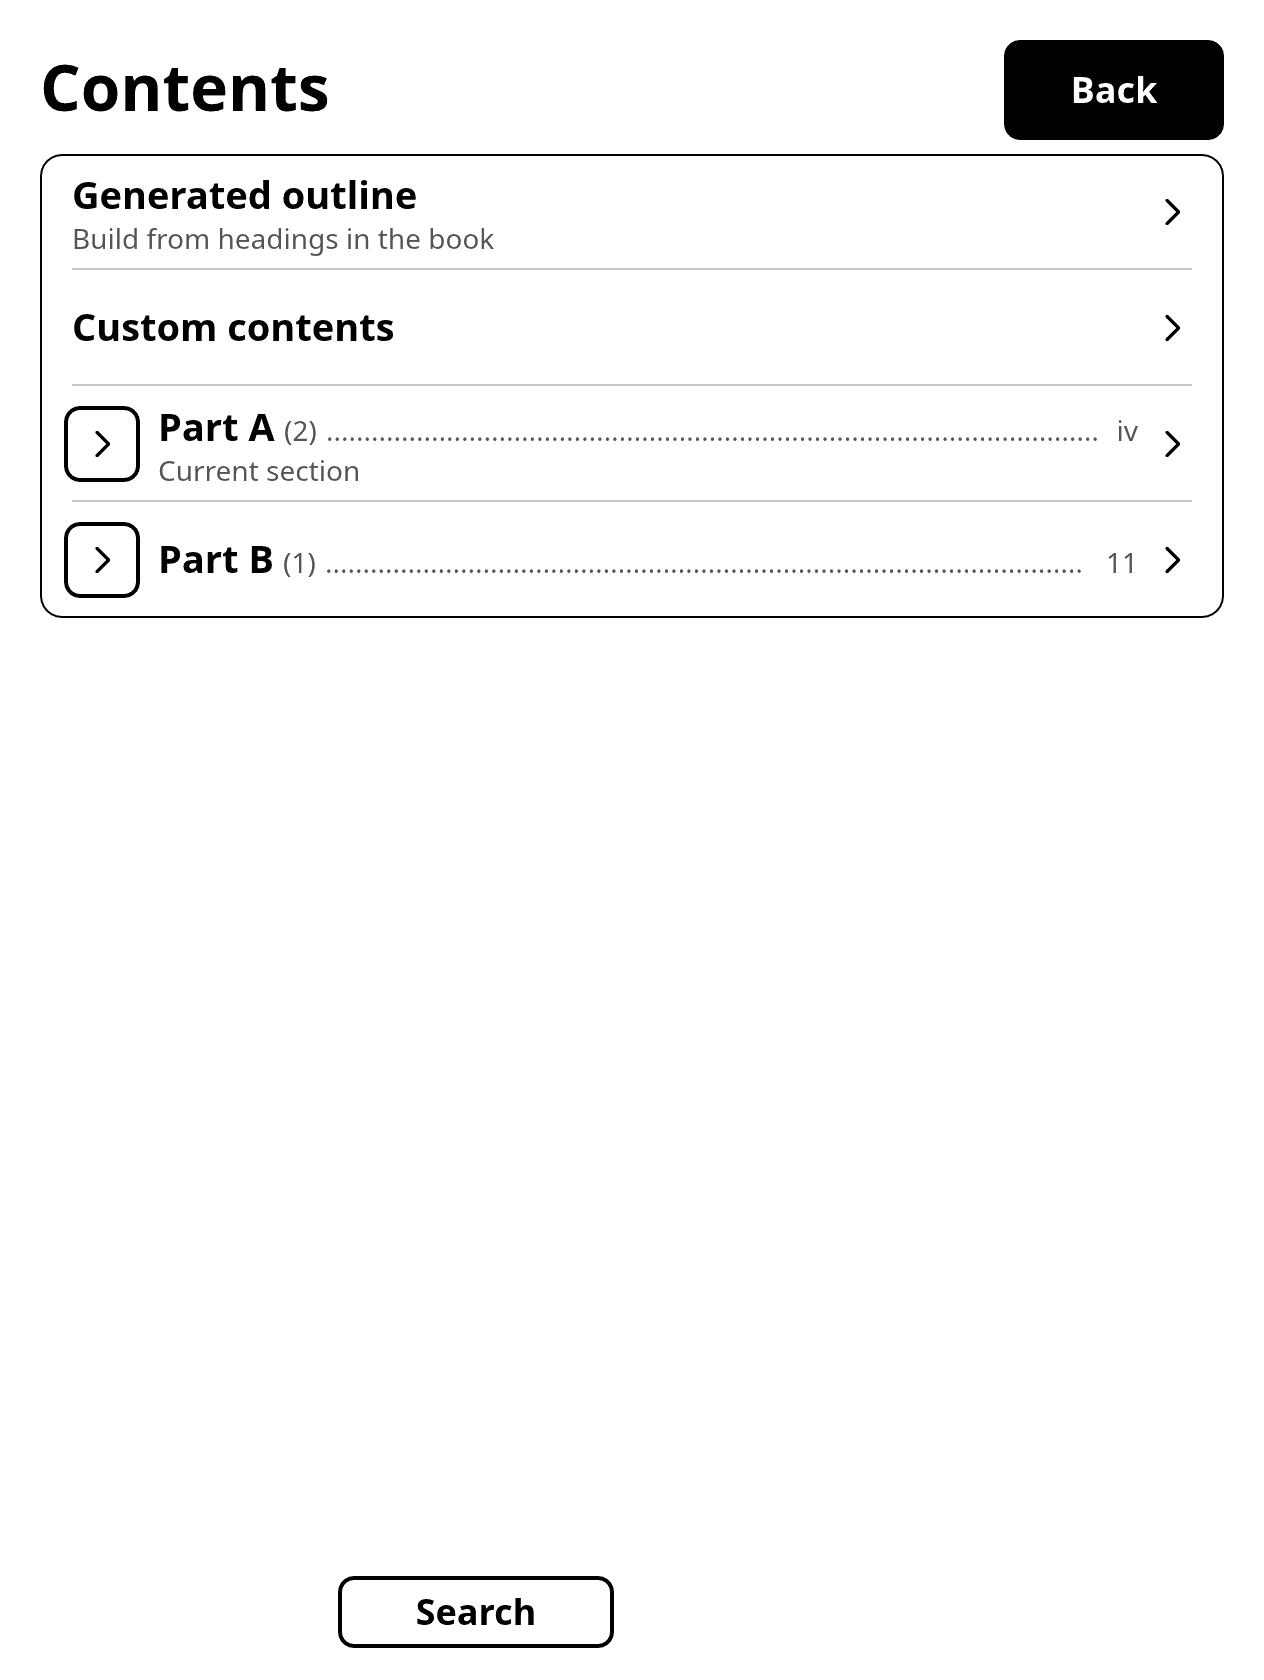 Contents
Back
Generated outline
Build from headings in the book
Custom contents
Part A (2) ........................................................................................................ iv
Current section
Part B (1) ...................................................................................................... 11
Search